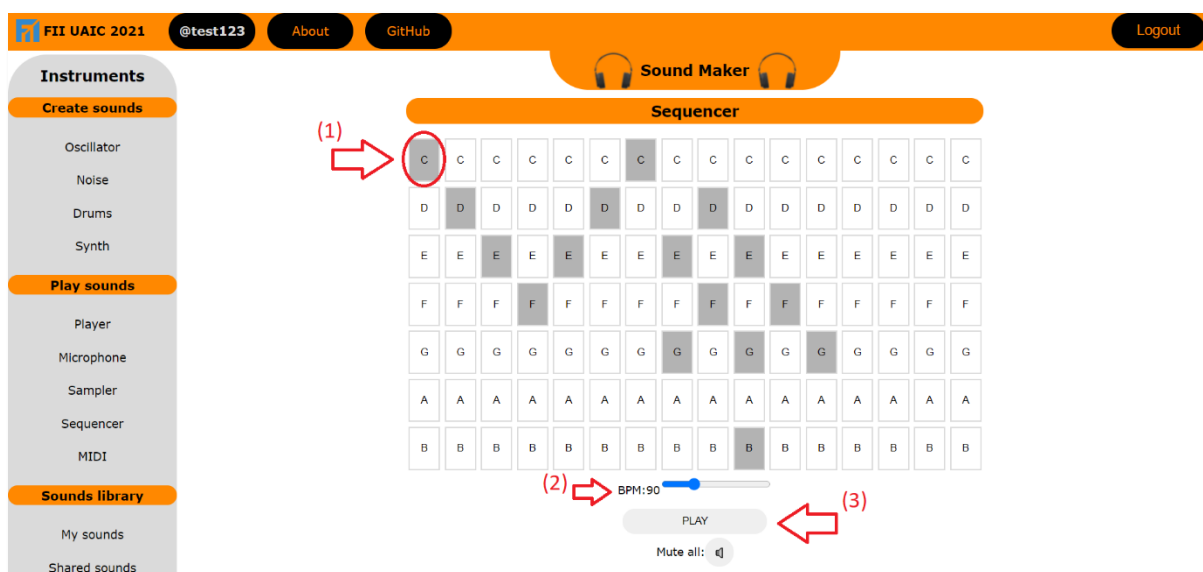 FII UAIC 2021 @test123 About GitHub Logout
Instruments
Create sounds
Oscillator
Noise
Drums
Synth
Play sounds
Player
Microphone
Sampler
Sequencer
MIDI
Sounds library
My sounds
Shared sounds
Sound Maker
Sequencer
(1)
C C C C C C C C C C C C C C C C
D D D D D D D D D D D D D D D D
E E E E E E E E E E E E E E E E
F F F F F F F F F F F F F F F F
G G G G G G G G G G G G G G G G
A A A A A A A A A A A A A A A A
B B B B B B B B B B B B B B B B
(2) BPM:90
PLAY (3)
Mute all: